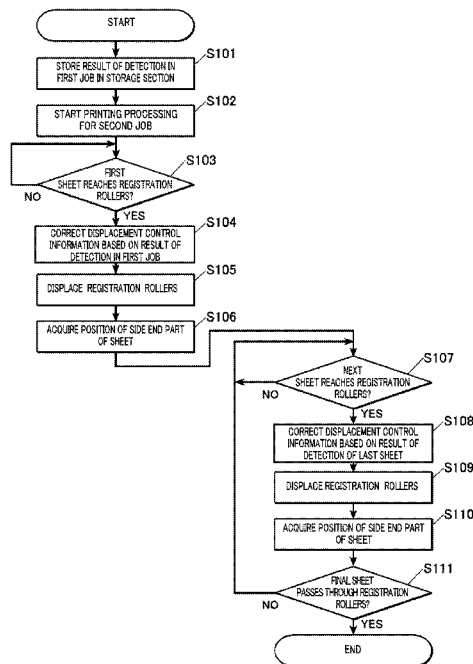 START
S101
STORE RESULT OF DETECTION IN
FIRST JOB IN STORAGE SECTION
S102
START PRINTING PROCESSING
FOR SECOND JOB
S103
FIRST
SHEET REACHES REGISTRATION
ROLLERS?
NO
YES
S104
CORRECT DISPLACEMENT CONTROL
INFORMATION BASED ON RESULT OF
DETECTION IN FIRST JOB
S105
DISPLACE REGISTRATION ROLLERS
S106
ACQUIRE POSITION OF SIDE END PART
OF SHEET
S107
NEXT
SHEET REACHES REGISTRATION
ROLLERS?
NO
YES
S108
CORRECT DISPLACEMENT CONTROL
INFORMATION BASED ON RESULT OF
DETECTION OF LAST SHEET
S109
DISPLACE REGISTRATION ROLLERS
S110
ACQUIRE POSITION OF SIDE END PART
OF SHEET
S111
FINAL SHEET
PASSES THROUGH REGISTRATION
ROLLERS?
NO
YES
END